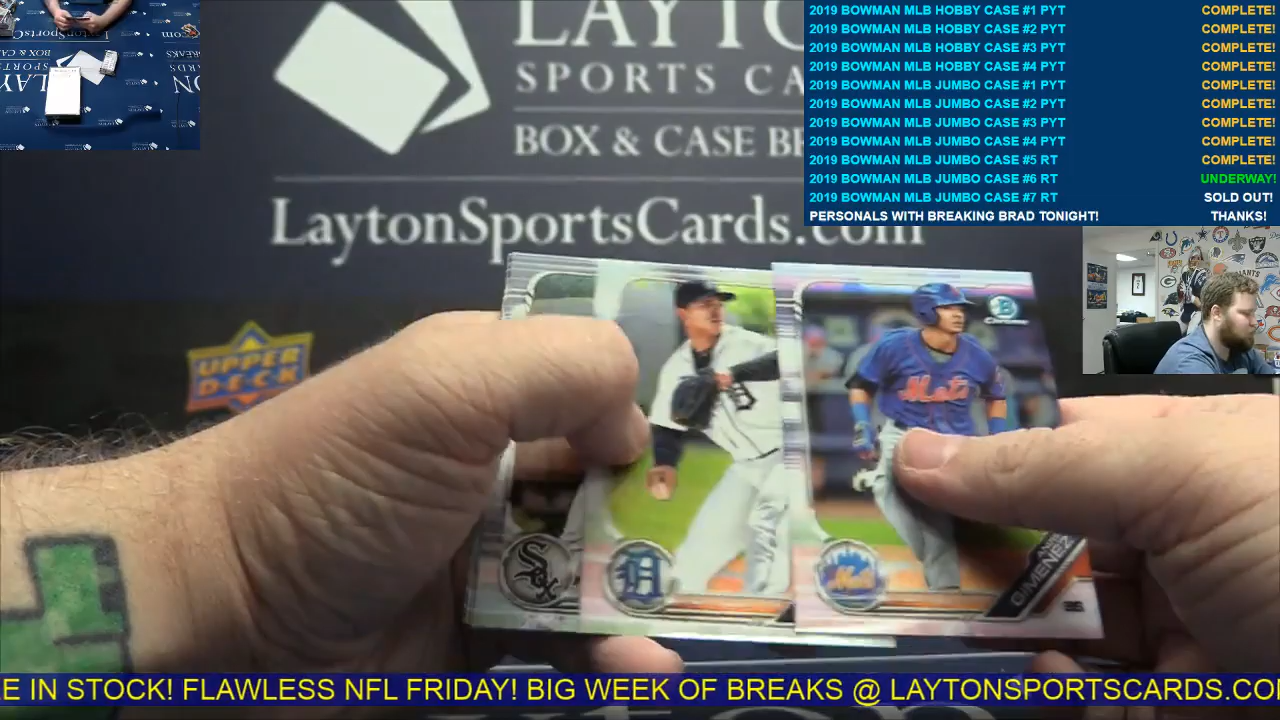 2019 BOWMAN MLB HOBBY CASE #1 PYT COMPLETE!
2019 BOWMAN MLB HOBBY CASE #2 PYT COMPLETE!
2019 BOWMAN MLB HOBBY CASE #3 PYT COMPLETE!
2019 BOWMAN MLB HOBBY CASE #4 PYT COMPLETE!
2019 BOWMAN MLB JUMBO CASE #1 PYT COMPLETE!
2019 BOWMAN MLB JUMBO CASE #2 PYT COMPLETE!
2019 BOWMAN MLB JUMBO CASE #3 PYT COMPLETE!
2019 BOWMAN MLB JUMBO CASE #4 PYT COMPLETE!
2019 BOWMAN MLB JUMBO CASE #5 RT COMPLETE!
2019 BOWMAN MLB JUMBO CASE #6 RT UNDERWAY!
2019 BOWMAN MLB JUMBO CASE #7 RT SOLD OUT!
PERSONALS WITH BREAKING BRAD TONIGHT! THANKS!
LAYTO
SPORTS CA
BOX & CASE BR
LaytonSportsCards.com
UPPER
DECK
Chrome
Mets
D
Sox
D
Mets
GIMENEZ
E IN STOCK! FLAWLESS NFL FRIDAY! BIG WEEK OF BREAKS @ LAYTONSPORTSCARDS.CO